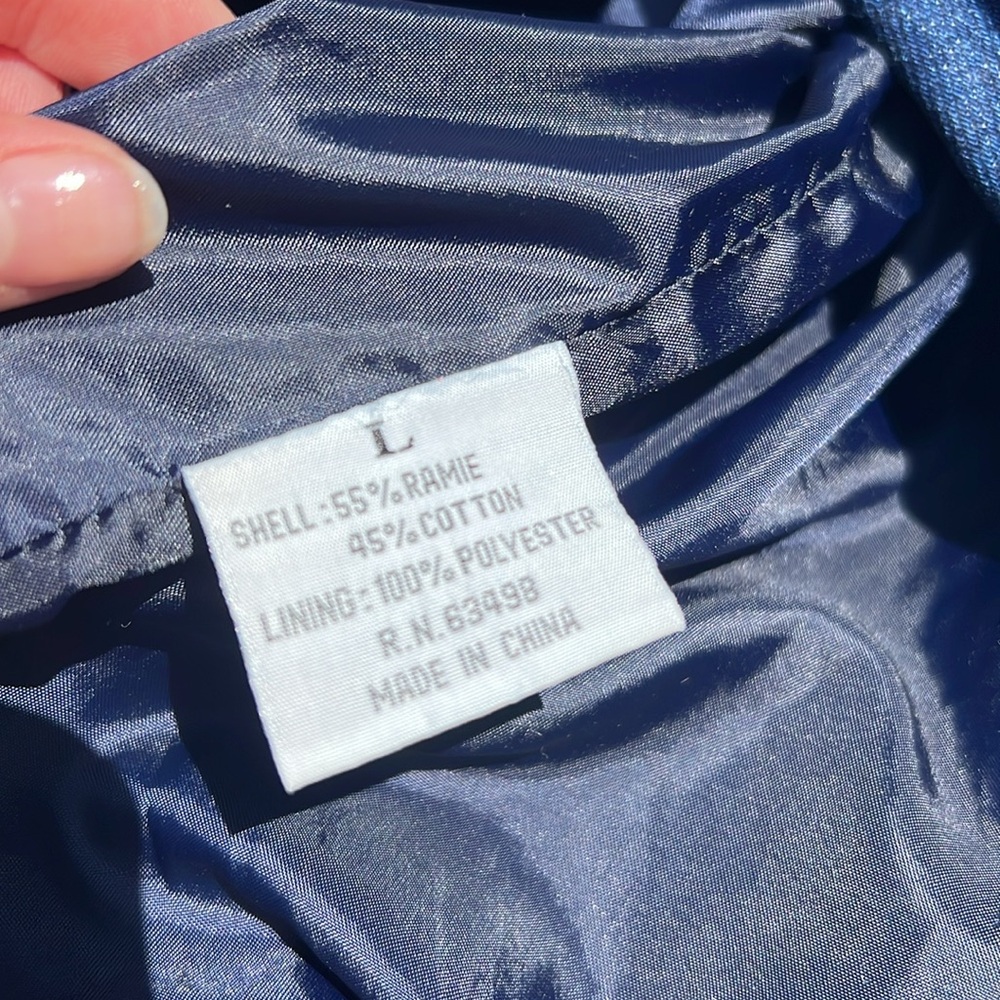 L
SHELL:55%RAMIE
45%COTTON
LINING:100%POLYESTER
R.N.63498
MADE IN CHINA